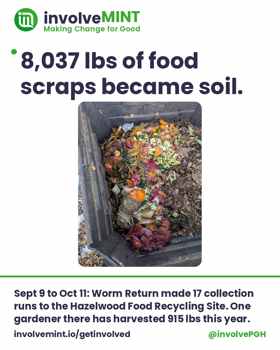 involveMINT
Making Change for Good
8,037 lbs of food
scraps became soil.
Sept 9 to Oct 11: Worm Return made 17 collection
runs to the Hazelwood Food Recycling Site. One
gardener there has harvested 915 lbs this year.
involvemint.io/getinvolved
@involvePGH